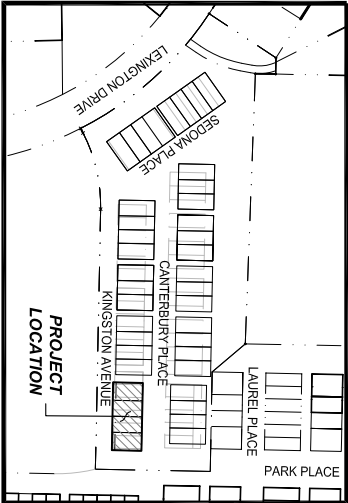 LEXINGTON DRIVE
SEDONA PLACE
CANTERBURY PLACE
KINGSTON AVENUE
PROJECT
LOCATION
LAUREL PLACE
PARK PLACE